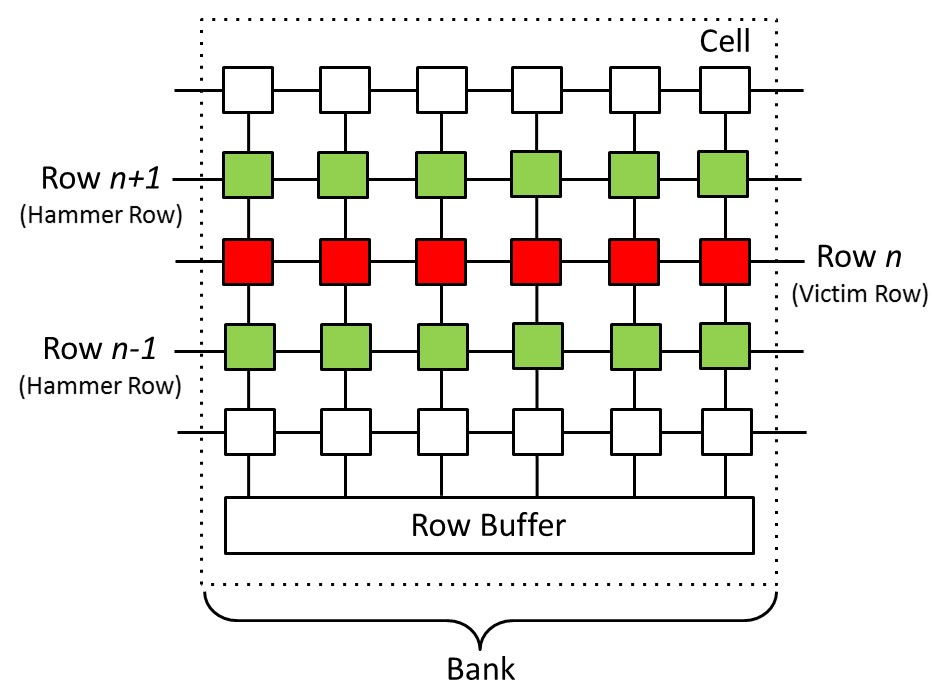 Cell
Row n+1
(Hammer Row)
Row n
(Victim Row)
Row n-1
(Hammer Row)
Row Buffer
Bank